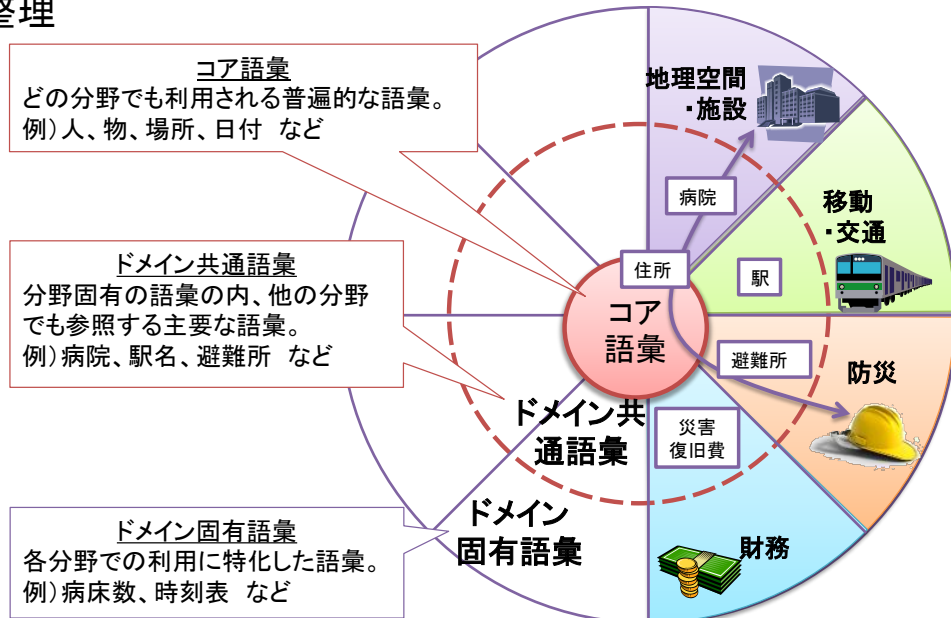 整理
コア語彙
どの分野でも利用される普遍的な語彙。
例）人、物、場所、日付 など
ドメイン共通語彙
分野固有の語彙の内、他の分野
でも参照する主要な語彙。
例）病院、駅名、避難所 など
ドメイン固有語彙
各分野での利用に特化した語彙。
例）病床数、時刻表 など
地理空間
・施設
病院
移動
・交通
駅
住所
コア
語彙
避難所
防災
災害
復旧費
財務
ドメイン共
通語彙
ドメイン
固有語彙